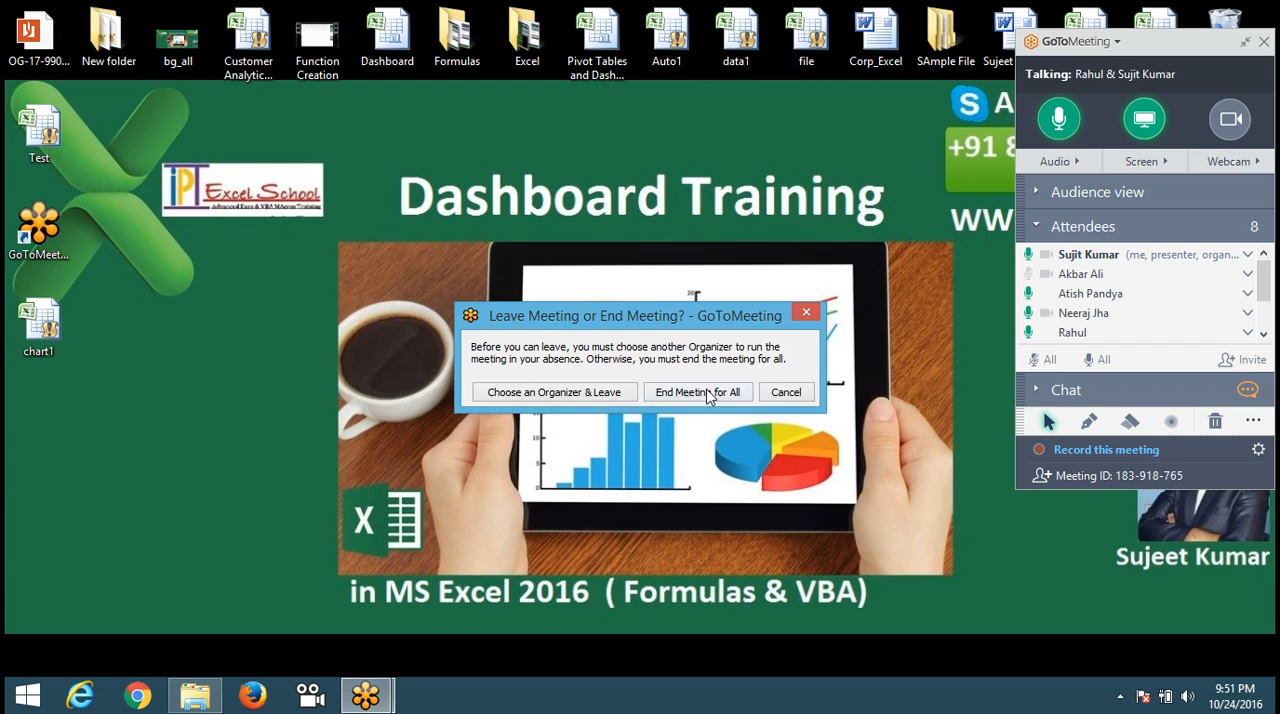 OG-17-990...
New folder
bg_all
Customer
Analytic...
Function
Creation
Dashboard
Formulas
Excel
Pivot Tables
and Dash...
Auto1
data1
file
Corp_Excel
SAmple File
Sujeet
Test
GoToMeet...
chart1
iPT Excel School
Dashboard Training
S A
+91 8
WW
in MS Excel 2016 ( Formulas & VBA)
Sujeet Kumar
Leave Meeting or End Meeting? - GoToMeeting
Before you can leave, you must choose another Organizer to run the
meeting in your absence. Otherwise, you must end the meeting for all.
Choose an Organizer & Leave
End Meeting for All
Cancel
20
10
5
0
GoToMeeting
Talking: Rahul & Sujit Kumar
Audio
Screen
Webcam
Audience view
Attendees 8
Sujit Kumar (me, presenter, organ...
Akbar Ali
Atish Pandya
Neeraj Jha
Rahul
All
All
Invite
Chat
Record this meeting
Meeting ID: 183-918-765
9:51 PM
10/24/2016